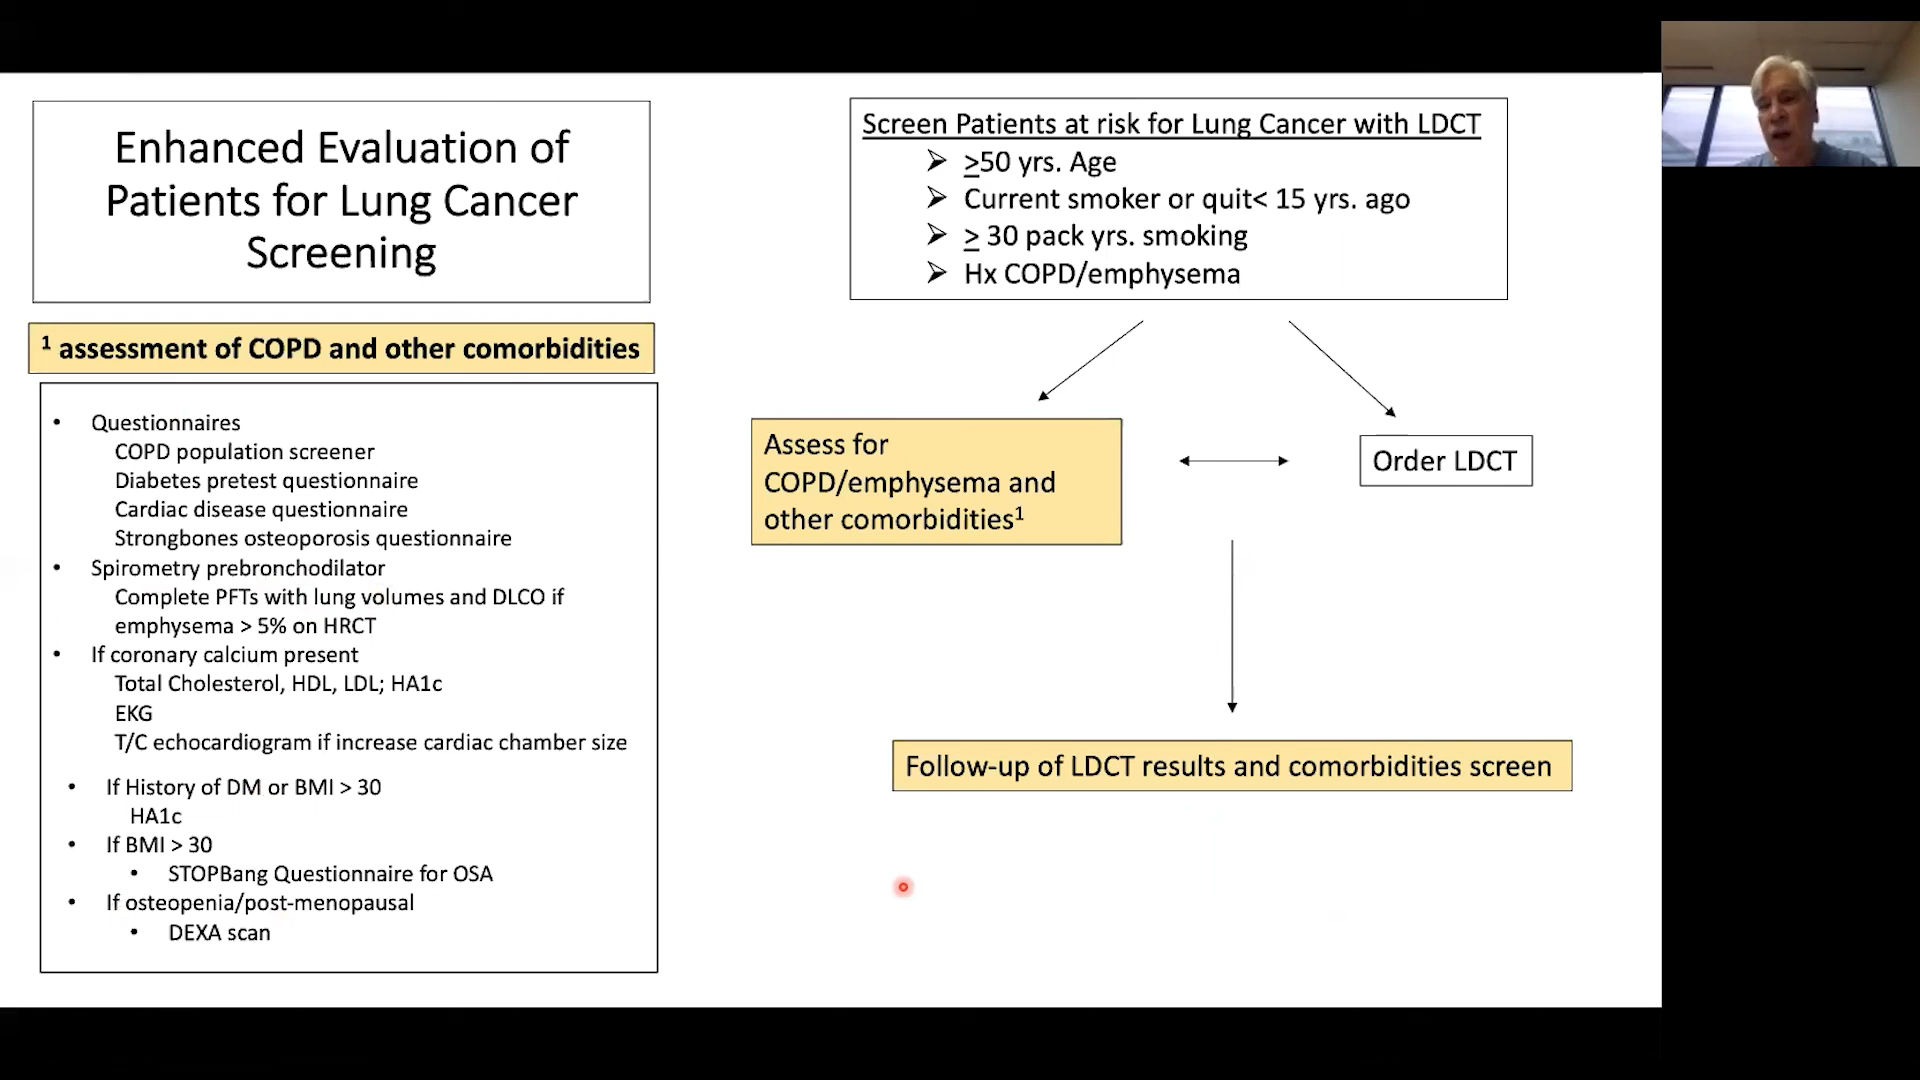 Enhanced Evaluation of
Patients for Lung Cancer
Screening
¹ assessment of COPD and other comorbidities
• Questionnaires
COPD population screener
Diabetes pretest questionnaire
Cardiac disease questionnaire
Strongbones osteoporosis questionnaire
• Spirometry prebronchodilator
Complete PFTs with lung volumes and DLCO if
emphysema > 5% on HRCT
• If coronary calcium present
Total Cholesterol, HDL, LDL; HA1c
EKG
T/C echocardiogram if increase cardiac chamber size
• If History of DM or BMI > 30
HA1c
• If BMI > 30
• STOPBang Questionnaire for OSA
• If osteopenia/post-menopausal
• DEXA scan
Screen Patients at risk for Lung Cancer with LDCT
➢ ≥50 yrs. Age
➢ Current smoker or quit< 15 yrs. ago
➢ ≥ 30 pack yrs. smoking
➢ Hx COPD/emphysema
Assess for
COPD/emphysema and
other comorbidities¹
Order LDCT
Follow-up of LDCT results and comorbidities screen